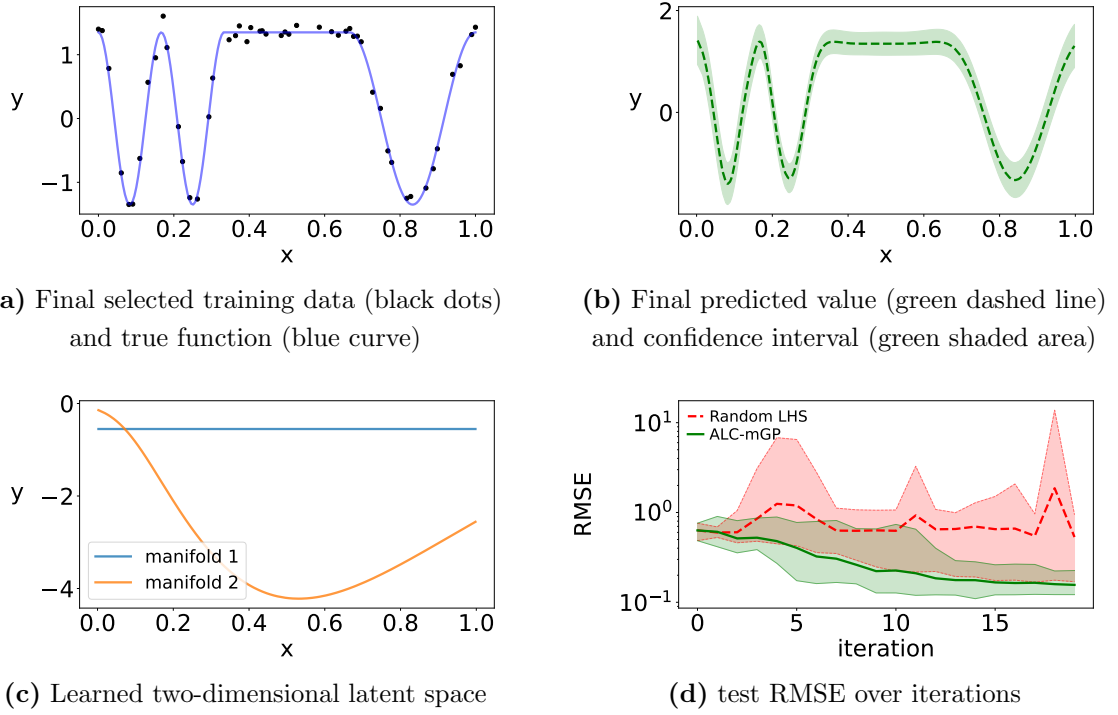 1
0
−1
y
0.0 0.2 0.4 0.6 0.8 1.0
x
a) Final selected training data (black dots)
and true function (blue curve)
2
0
−2
y
0.0 0.2 0.4 0.6 0.8 1.0
x
(b) Final predicted value (green dashed line)
and confidence interval (green shaded area)
0
−2
−4
y
manifold 1
manifold 2
0.0 0.2 0.4 0.6 0.8 1.0
x
(c) Learned two-dimensional latent space
10¹
10⁰
10⁻¹
RMSE
Random LHS
ALC-mGP
0 5 10 15
iteration
(d) test RMSE over iterations